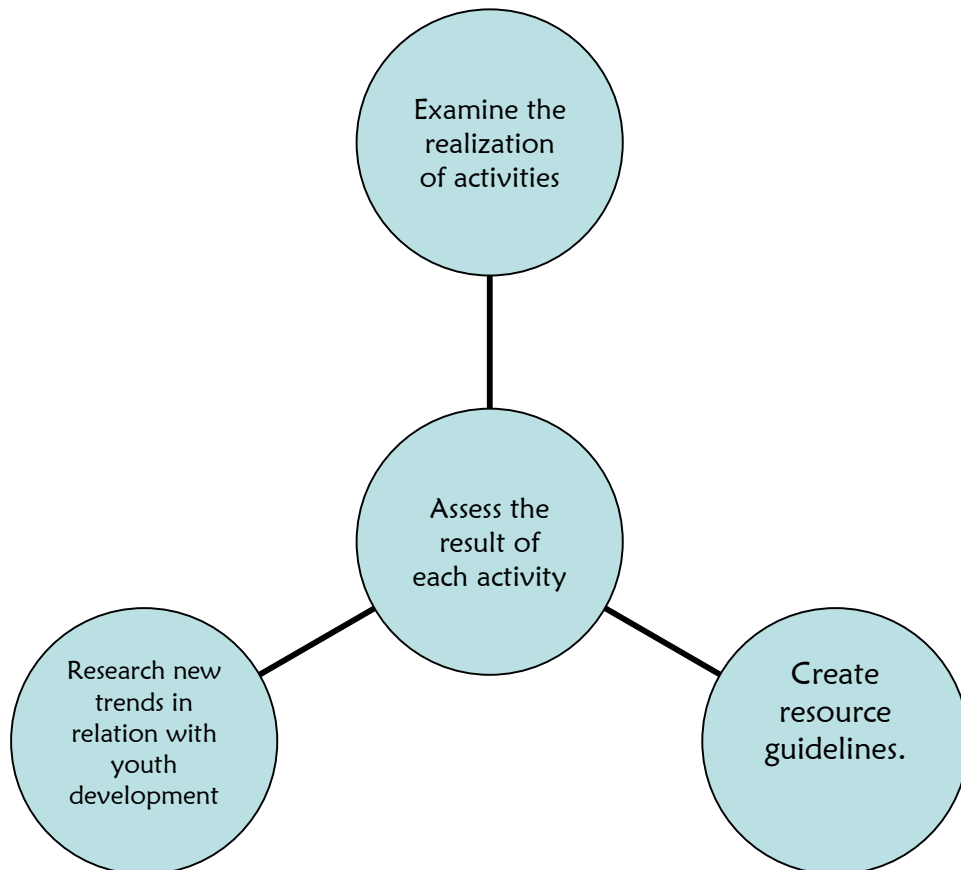 Examine the
realization
of activities
Assess the
result of
each activity
Research new
trends in
relation with
youth
development
Create
resource
guidelines.